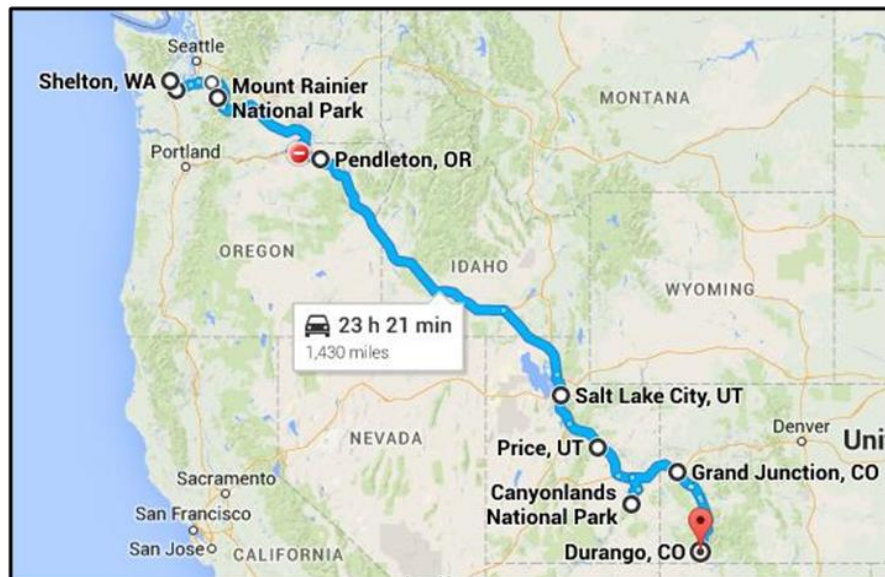 Seattle
Shelton, WA
Mount Rainier
National Park
MONTANA
Portland
Pendleton, OR
OREGON
IDAHO
WYOMING
23 h 21 min
1,430 miles
Salt Lake City, UT
NEVADA
Denver
Uni
Price, UT
Grand Junction, CO
Sacramento
Canyonlands
National Park
San Francisco
San Jose
CALIFORNIA
Durango, CO